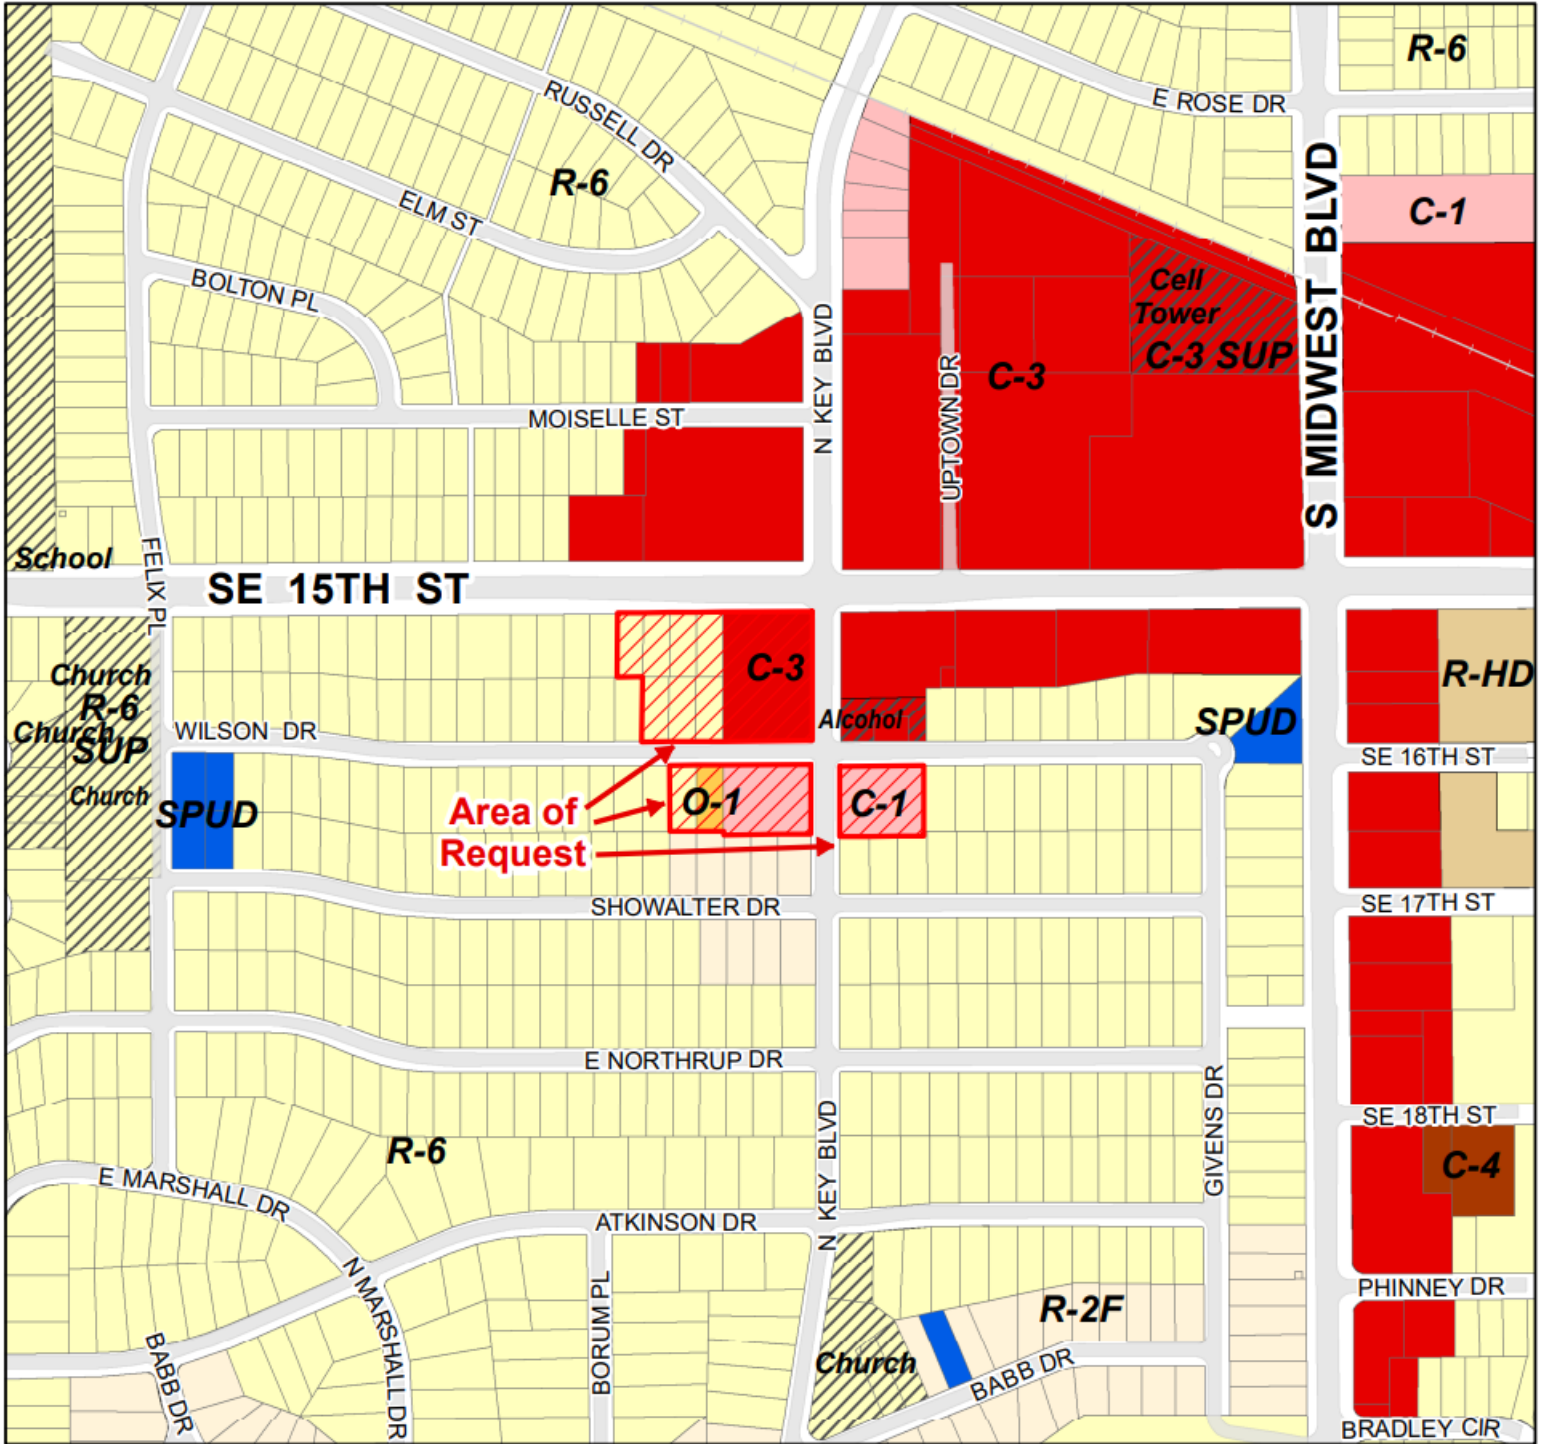 R-6
E ROSE DR
RUSSELL DR
R-6
ELM ST
C-1
S MIDWEST BLVD
BOLTON PL
Cell
Tower
C-3 SUP
N KEY BLVD
UPTOWN DR
C-3
MOISELLE ST
School
FELIX PL
SE 15TH ST
Church
R-6
Church
SUP
Church
C-3
R-HD
Alcohol
SPUD
WILSON DR
SE 16TH ST
SPUD
Area of
Request
O-1
C-1
SHOWALTER DR
SE 17TH ST
E NORTHRUP DR
N KEY BLVD
GIVENS DR
SE 18TH ST
R-6
C-4
E MARSHALL DR
ATKINSON DR
N MARSHALL DR
BORUM PL
PHINNEY DR
R-2F
BABB DR
Church
BABB DR
BRADLEY CIR